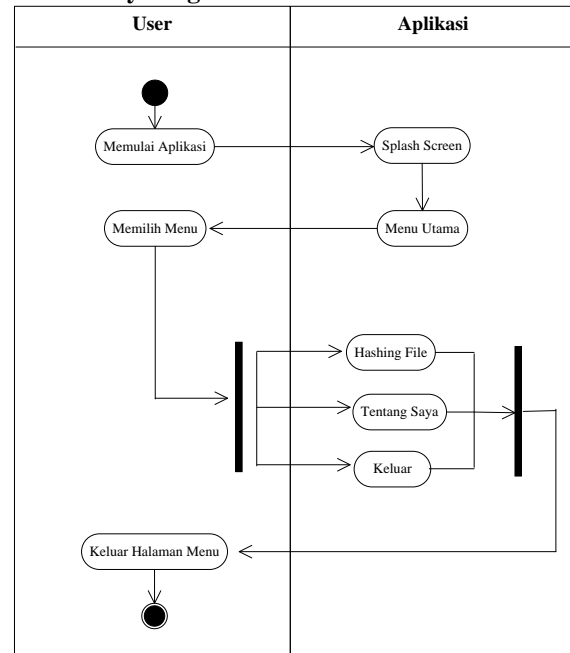 User
Aplikasi
Memulai Aplikasi
Splash Screen
Memilih Menu
Menu Utama
Hashing File
Tentang Saya
Keluar
Keluar Halaman Menu